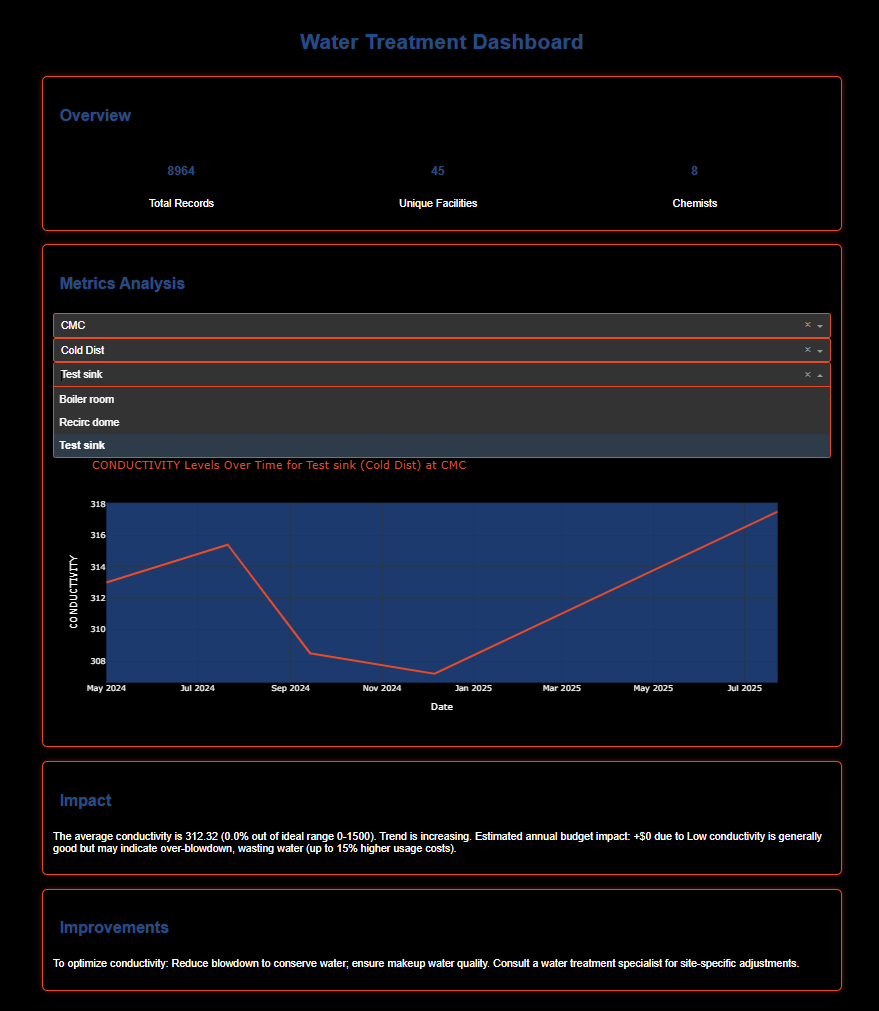 Water Treatment Dashboard
Overview
8964 45 8
Total Records Unique Facilities Chemists
Metrics Analysis
CMC × 
Cold Dist ×
Test sink ×
Boiler room
Recirc dome
Test sink
CONDUCTIVITY Levels Over Time for Test sink (Cold Dist) at CMC
318
316
314
312
310
308
CONDUCTIVITY
May 2024 Jul 2024 Sep 2024 Nov 2024 Jan 2025 Mar 2025 May 2025 Jul 2025
Date
Impact
The average conductivity is 312.32 (0.0% out of ideal range 0-1500). Trend is increasing. Estimated annual budget impact: +$0 due to Low conductivity is generally
good but may indicate over-blowdown, wasting water (up to 15% higher usage costs).
Improvements
To optimize conductivity: Reduce blowdown to conserve water; ensure makeup water quality. Consult a water treatment specialist for site-specific adjustments.